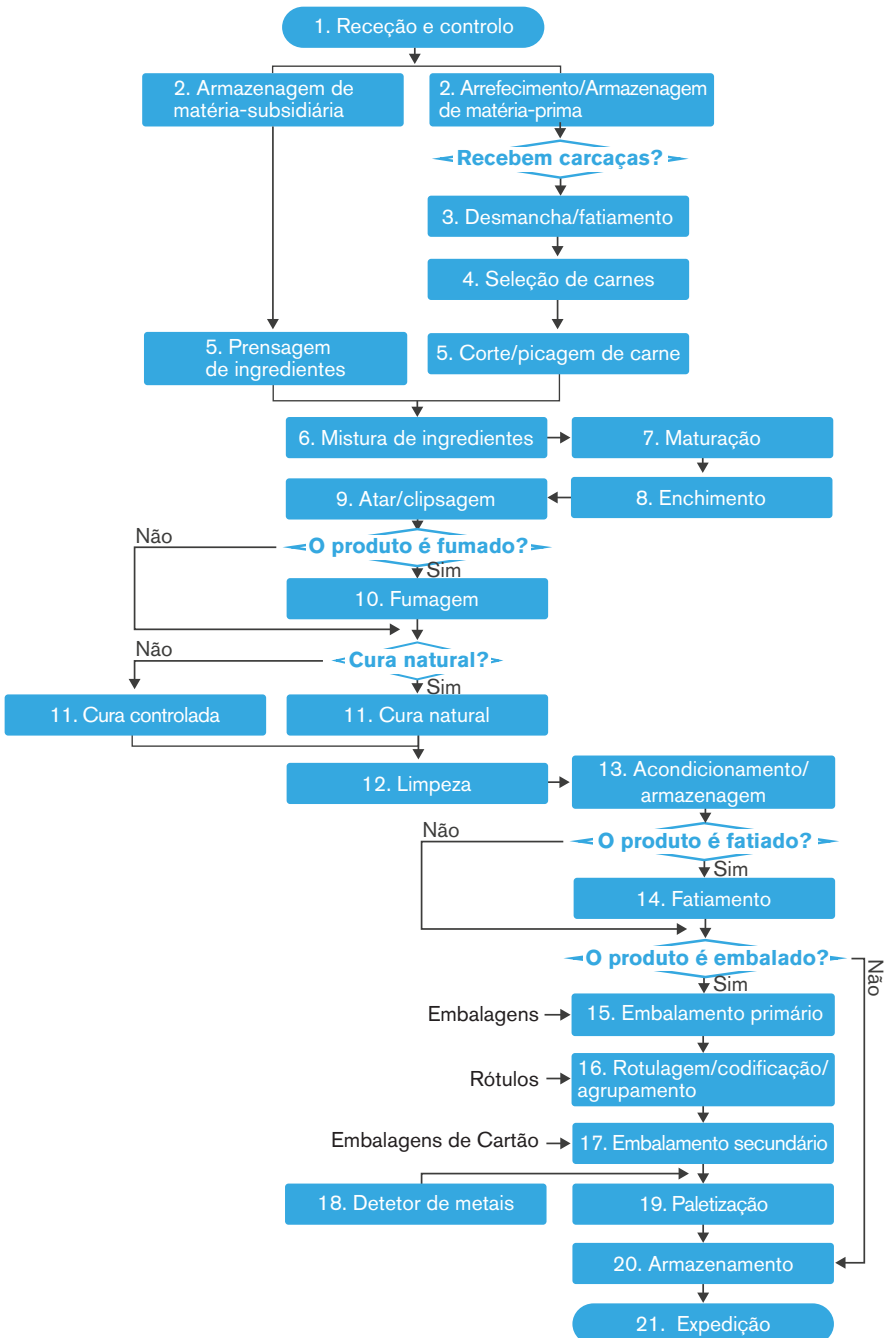 1. Receção e controlo
2. Armazenagem de
matéria-subsidiária
2. Arrefecimento/Armazenagem
de matéria-prima
Recebem carcaças?
3. Desmancha/fatiamento
4. Seleção de carnes
5. Prensagem
de ingredientes
5. Corte/picagem de carne
6. Mistura de ingredientes
7. Maturação
9. Atar/clipsagem
8. Enchimento
Não
O produto é fumado?
Sim
10. Fumagem
Não
Cura natural?
Sim
11. Cura controlada
11. Cura natural
12. Limpeza
13. Acondicionamento/
armazenagem
Não
O produto é fatiado?
Sim
14. Fatiamento
O produto é embalado?
Não
Sim
Embalagens
15. Embalamento primário
Rótulos
16. Rotulagem/codificação/
agrupamento
Embalagens de Cartão
17. Embalamento secundário
18. Detetor de metais
19. Paletização
20. Armazenamento
21. Expedição